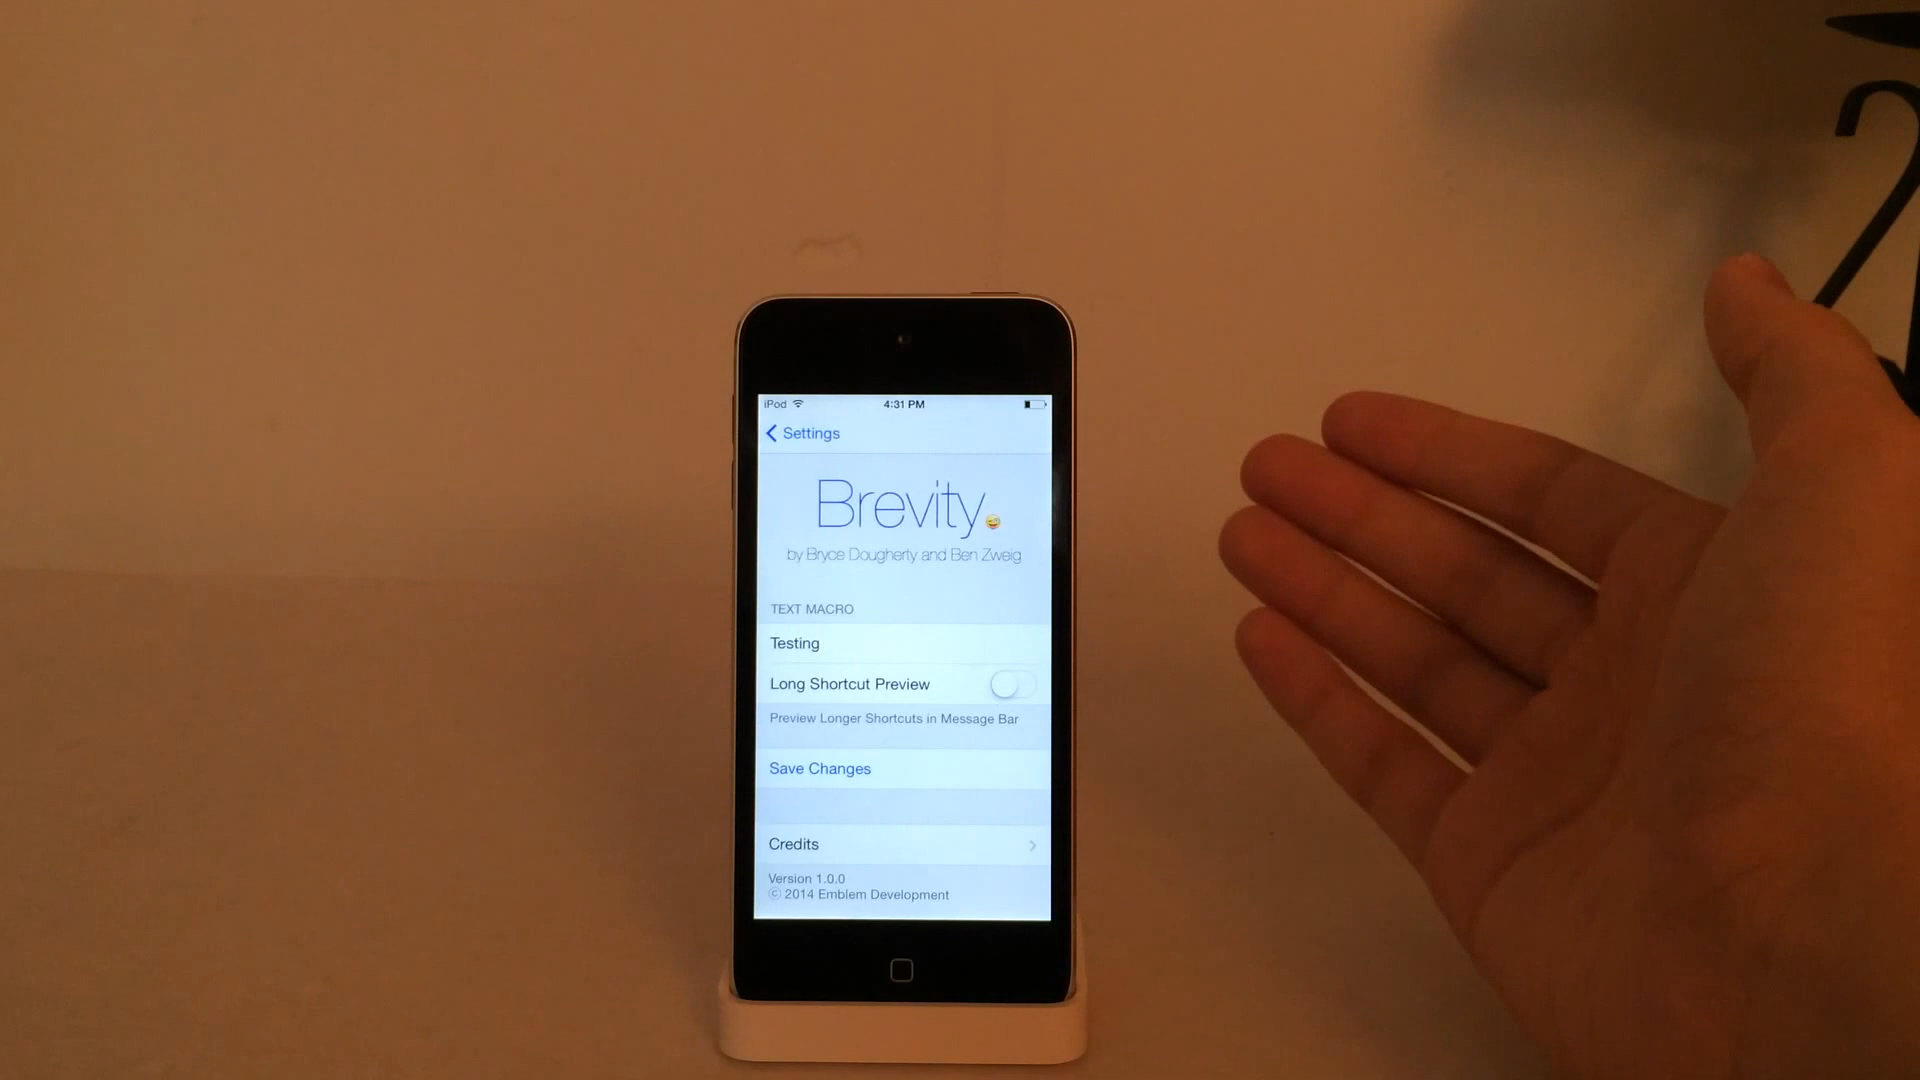 iPod 4:31 PM
Settings
Brevity
by Bryce Dougherty and Ben Zweig
TEXT MACRO
Testing
Long Shortcut Preview
Preview Longer Shortcuts in Message Bar
Save Changes
Credits
Version 1.0.0
© 2014 Emblem Development